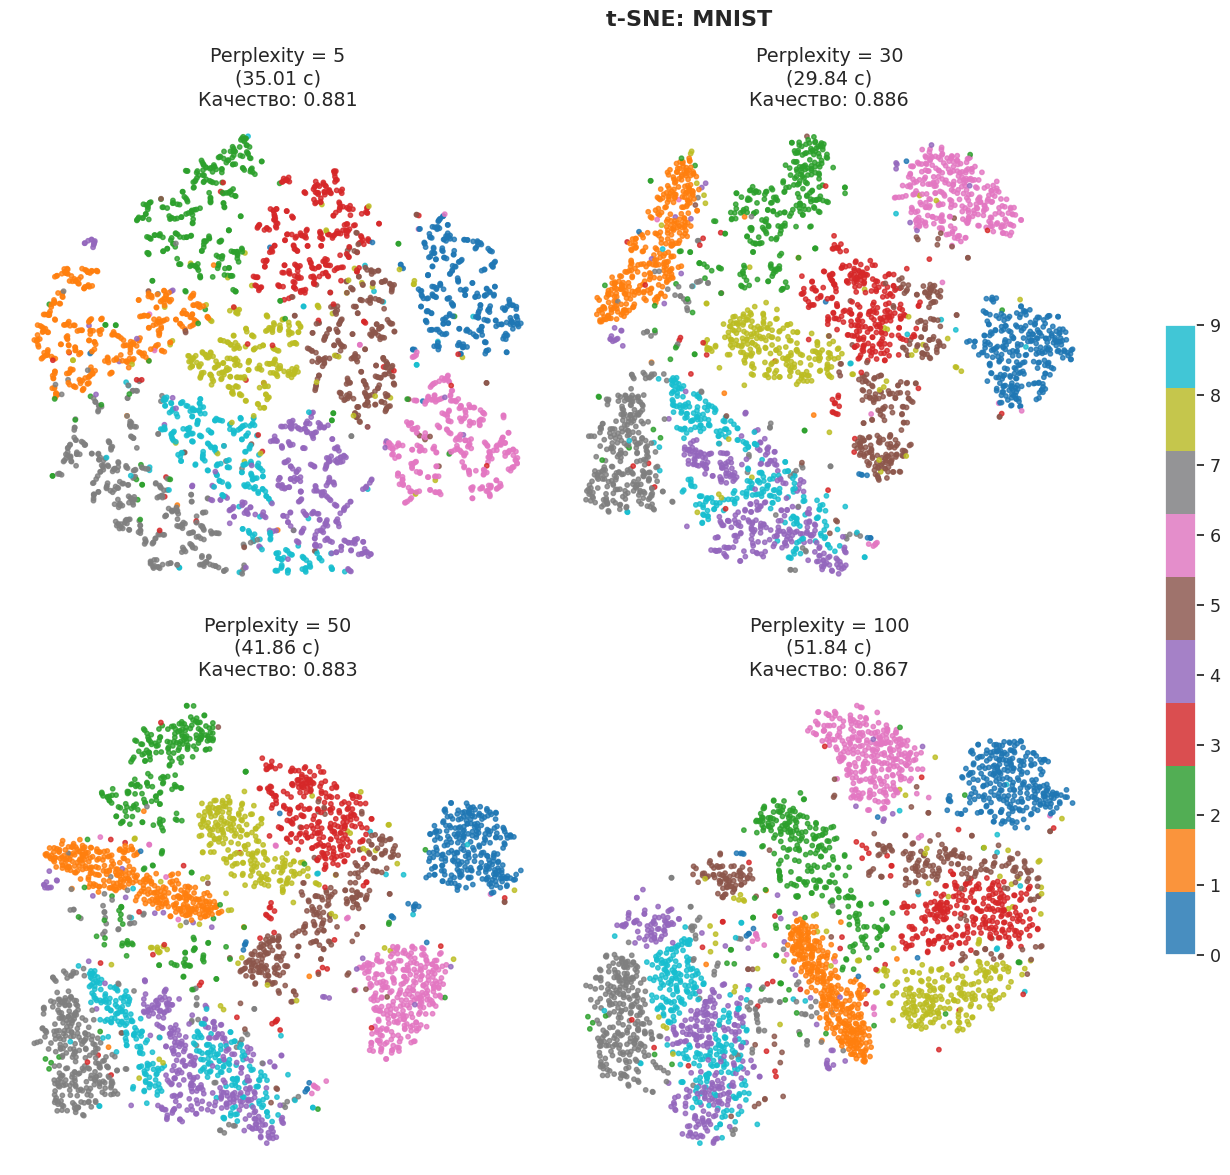 t-SNE: MNIST
Perplexity = 5
(35.01 с)
Качество: 0.881
Perplexity = 30
(29.84 с)
Качество: 0.886
Perplexity = 50
(41.86 с)
Качество: 0.883
Perplexity = 100
(51.84 с)
Качество: 0.867
9
8
7
6
5
4
3
2
1
0